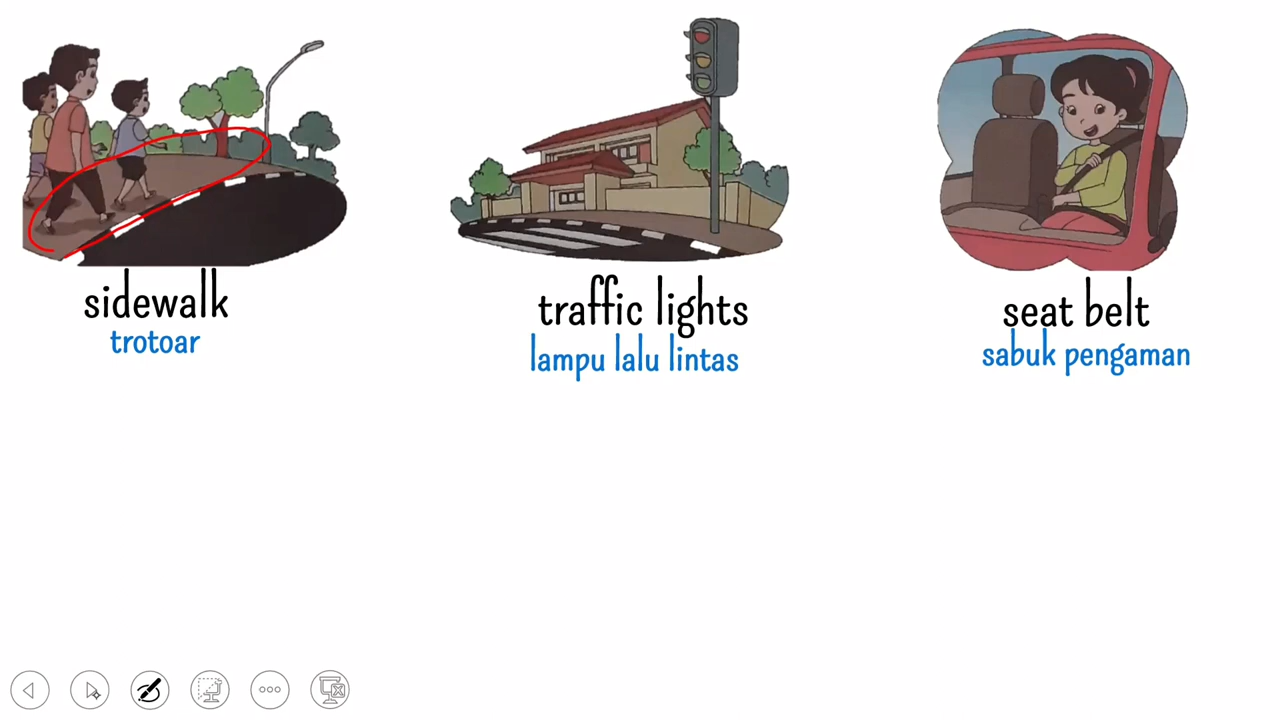 sidewalk
trotoar
traffic lights
lampu lalu lintas
seat belt
sabuk pengaman